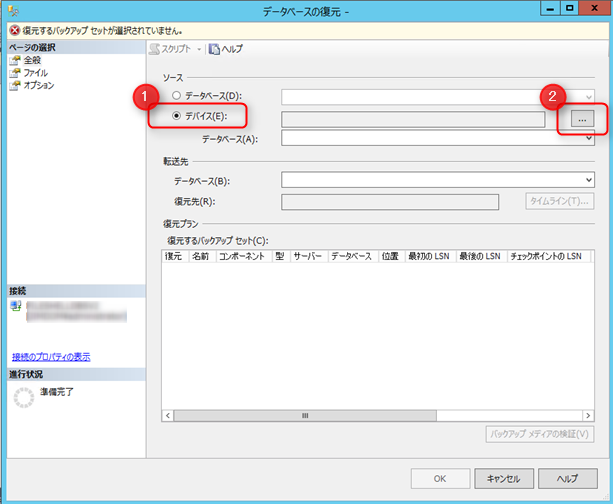 データベースの復元 -
復元するバックアップ セットが選択されていません。
ページの選択
全般
ファイル
オプション
スクリプト
ヘルプ
ソース
1
データベース(D):
2
デバイス(E):
...
データベース(A):
転送先
データベース(B):
復元先(R):
タイムライン(T)...
復元プラン
復元するバックアップ セット(C):
復元 名前 コンポーネント 型 サーバー データベース 位置 最初の LSN 最後の LSN チェックポイントの LSN
接続
接続のプロパティの表示
進行状況
準備完了
バックアップ メディアの検証(V)
OK
キャンセル
ヘルプ